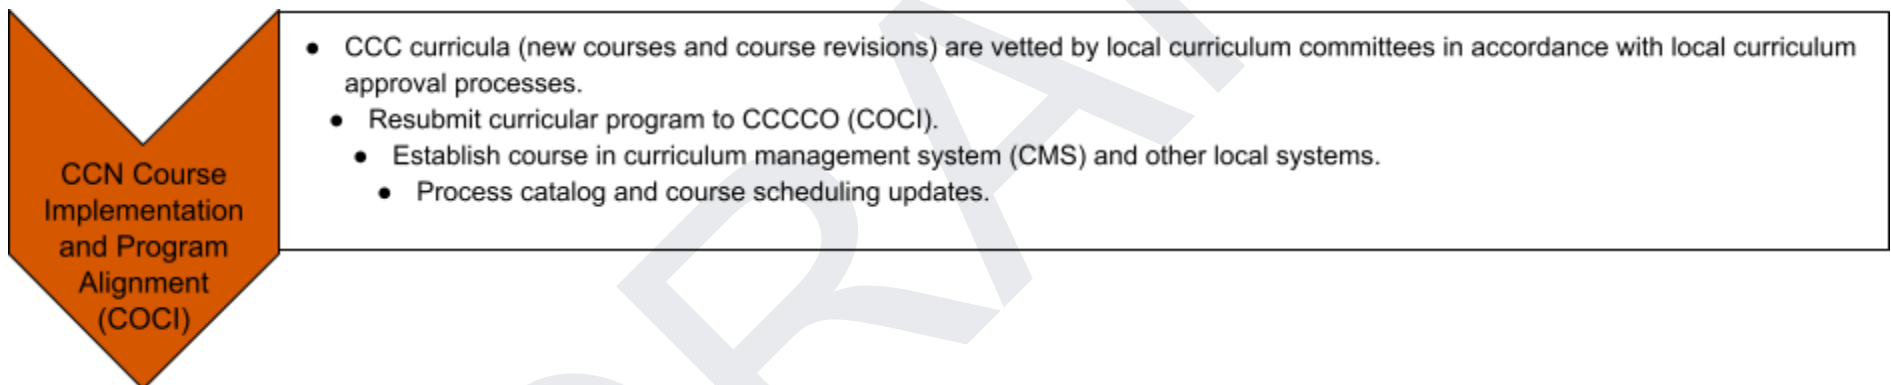 CCN Course
Implementation
and Program
Alignment
(COCI)
● CCC curricula (new courses and course revisions) are vetted by local curriculum committees in accordance with local curriculum
approval processes.
● Resubmit curricular program to CCCCO (COCI).
● Establish course in curriculum management system (CMS) and other local systems.
● Process catalog and course scheduling updates.